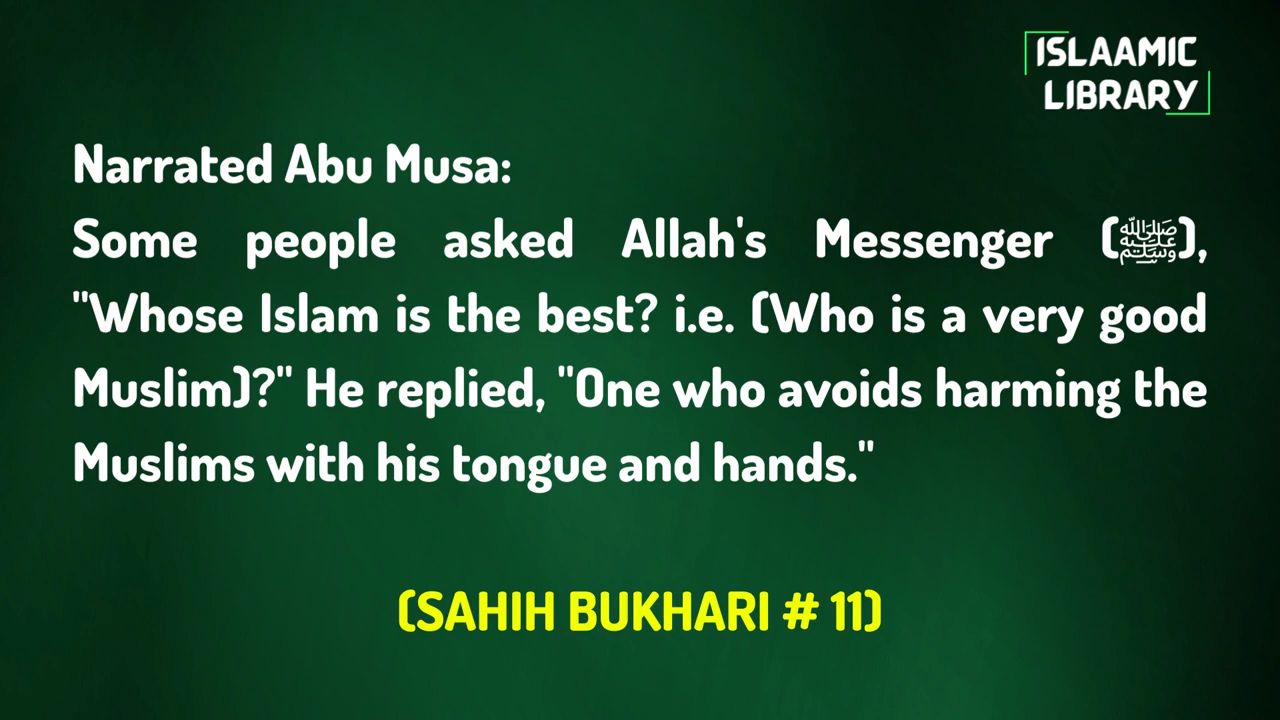 ISLAAMIC
LIBRARY
Narrated Abu Musa:
Some people asked Allah's Messenger (ﷺ),
"Whose Islam is the best? i.e. (Who is a very good
Muslim)?" He replied, "One who avoids harming the
Muslims with his tongue and hands."
(SAHIH BUKHARI # 11)